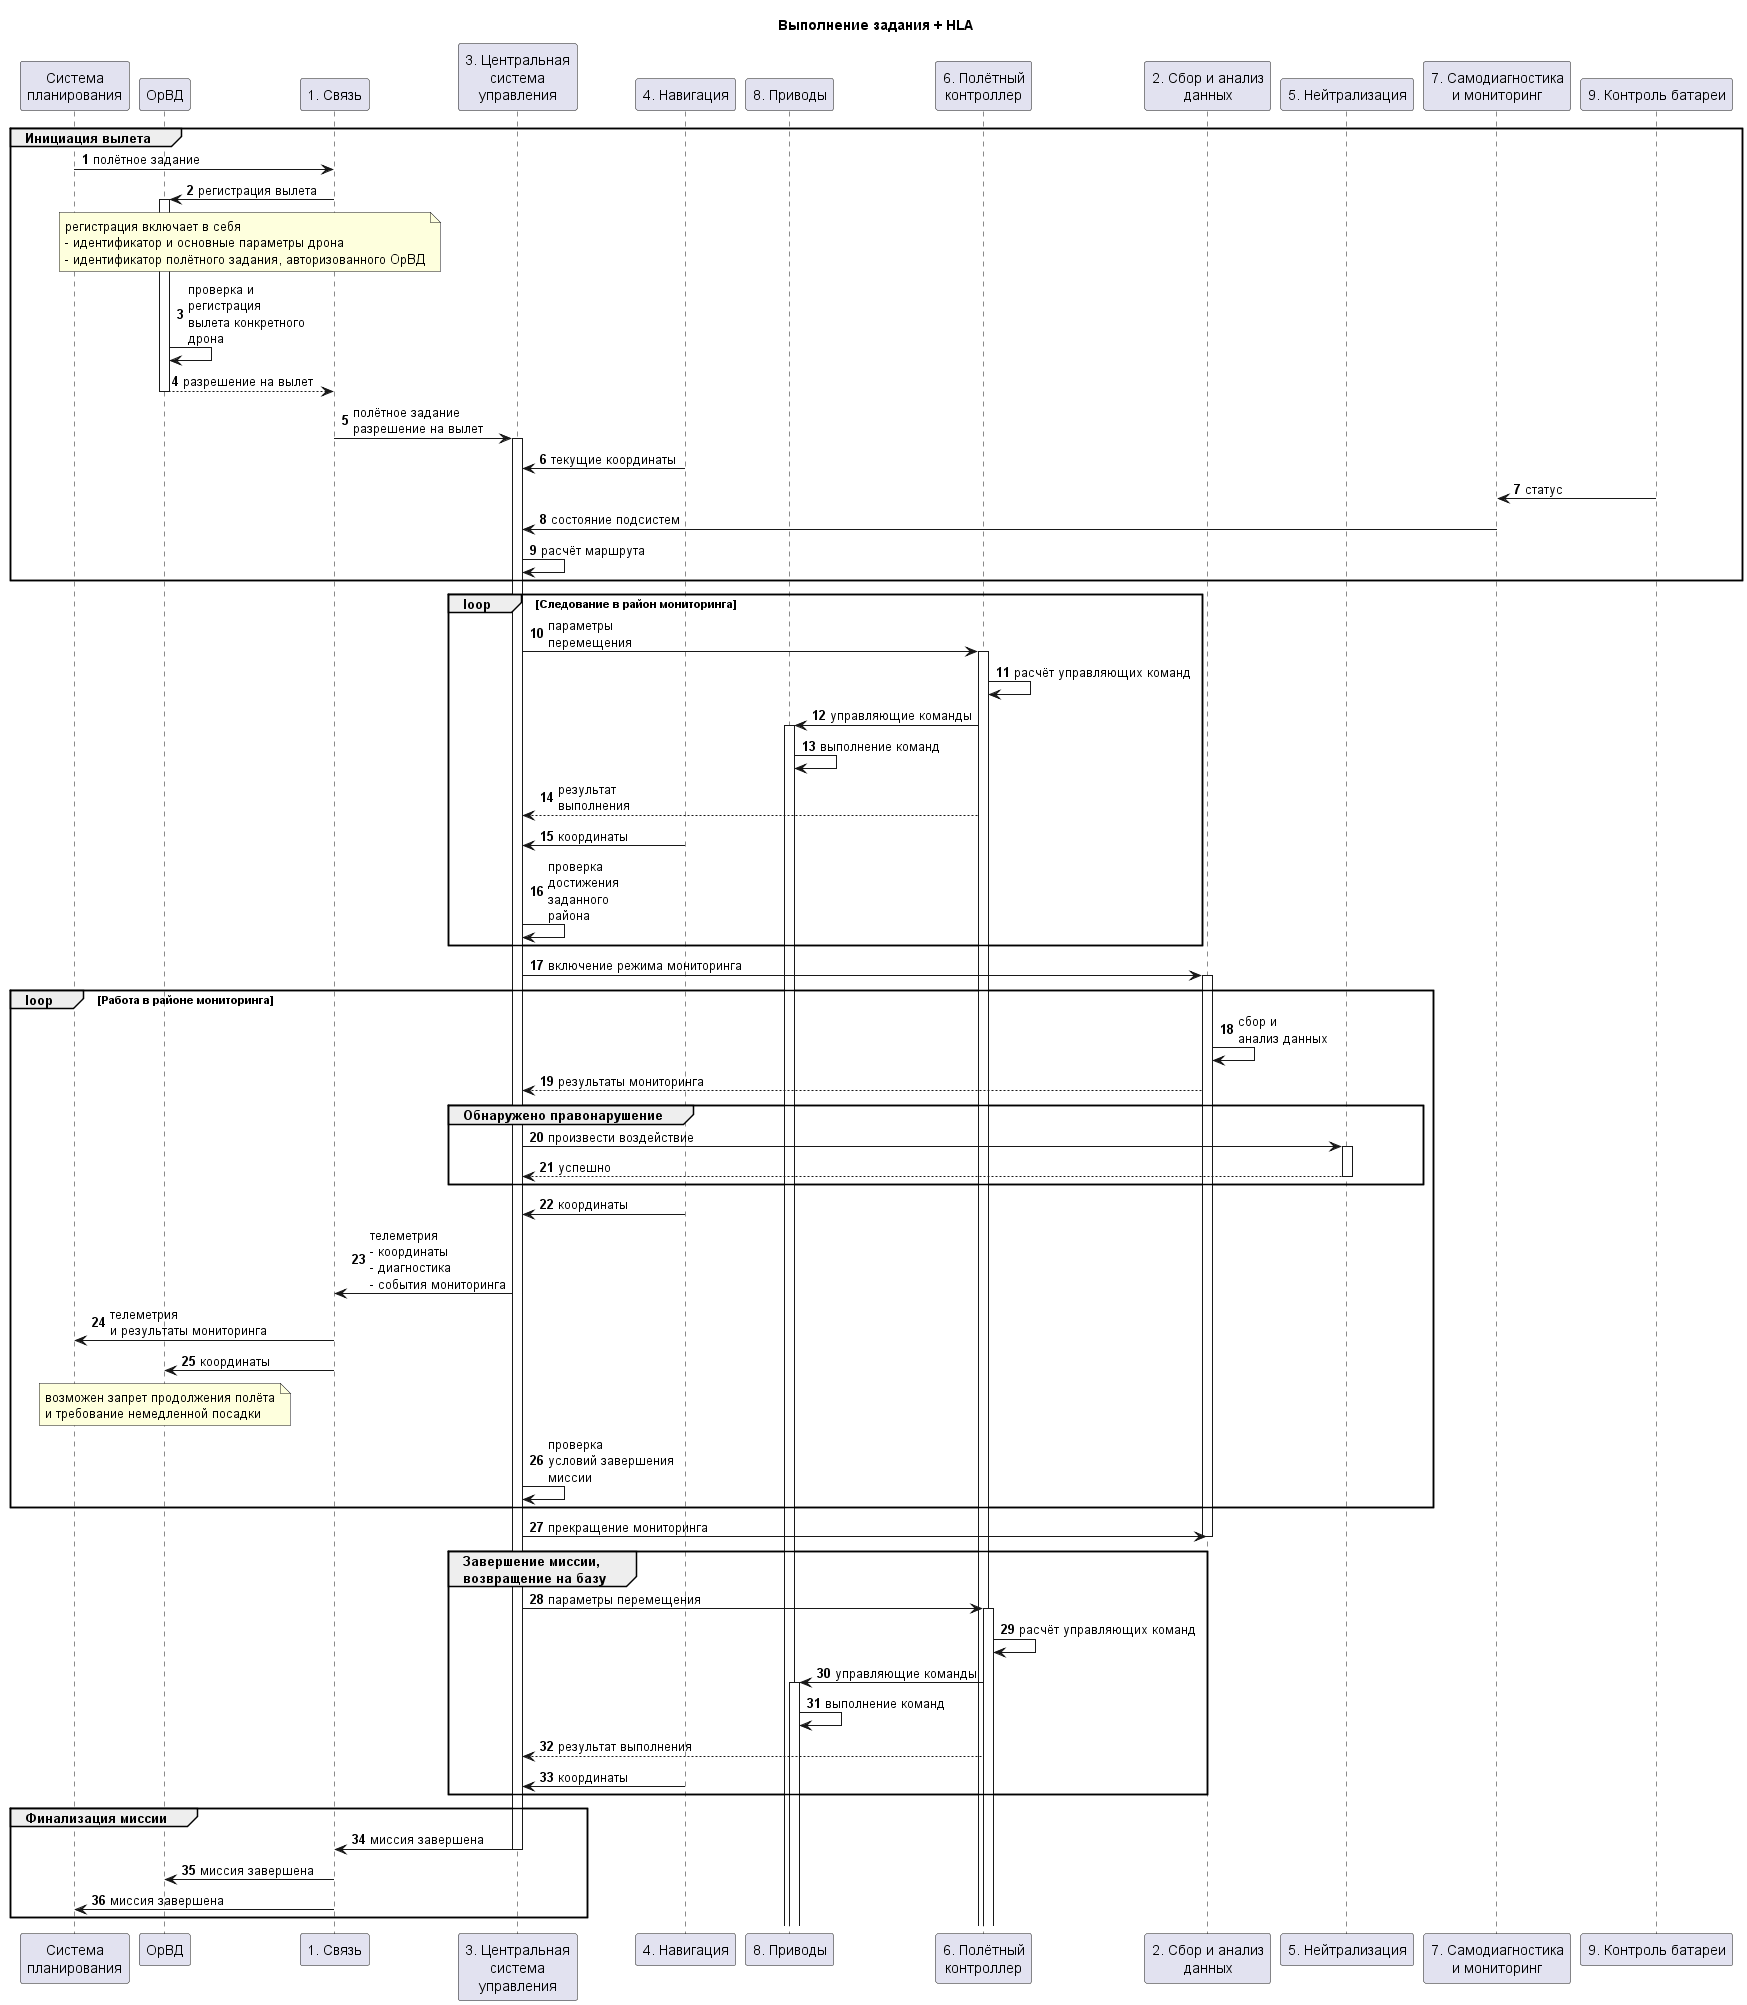 Выполнение задания + HLA
Система
планирования
ОрВД
1. Связь
3. Центральная
система
управления
4. Навигация
8. Приводы
6. Полётный
контроллер
2. Сбор и анализ
данных
5. Нейтрализация
7. Самодиагностика
и мониторинг
9. Контроль батареи
Инициация вылета
1 полётное задание
2 регистрация вылета
регистрация включает в себя
- идентификатор и основные параметры дрона
- идентификатор полётного задания, авторизованного ОрВД
3 проверка и
регистрация
вылета конкретного
дрона
4 разрешение на вылет
5 полётное задание
разрешение на вылет
6 текущие координаты
7 статус
8 состояние подсистем
9 расчёт маршрута
loop [Следование в район мониторинга]
10 параметры
перемещения
11 расчёт управляющих команд
12 управляющие команды
13 выполнение команд
14 результат
выполнения
15 координаты
16 проверка
достижения
заданного
района
17 включение режима мониторинга
loop [Работа в районе мониторинга]
18 сбор и
анализ данных
19 результаты мониторинга
Обнаружено правонарушение
20 произвести воздействие
21 успешно
22 координаты
23 телеметрия
- координаты
- диагностика
- события мониторинга
24 телеметрия
и результаты мониторинга
25 координаты
возможен запрет продолжения полёта
и требование немедленной посадки
26 проверка
условий завершения
миссии
27 прекращение мониторинга
Завершение миссии,
возвращение на базу
28 параметры перемещения
29 расчёт управляющих команд
30 управляющие команды
31 выполнение команд
32 результат выполнения
33 координаты
Финализация миссии
34 миссия завершена
35 миссия завершена
36 миссия завершена
Система
планирования
ОрВД
1. Связь
3. Центральная
система
управления
4. Навигация
8. Приводы
6. Полётный
контроллер
2. Сбор и анализ
данных
5. Нейтрализация
7. Самодиагностика
и мониторинг
9. Контроль батареи